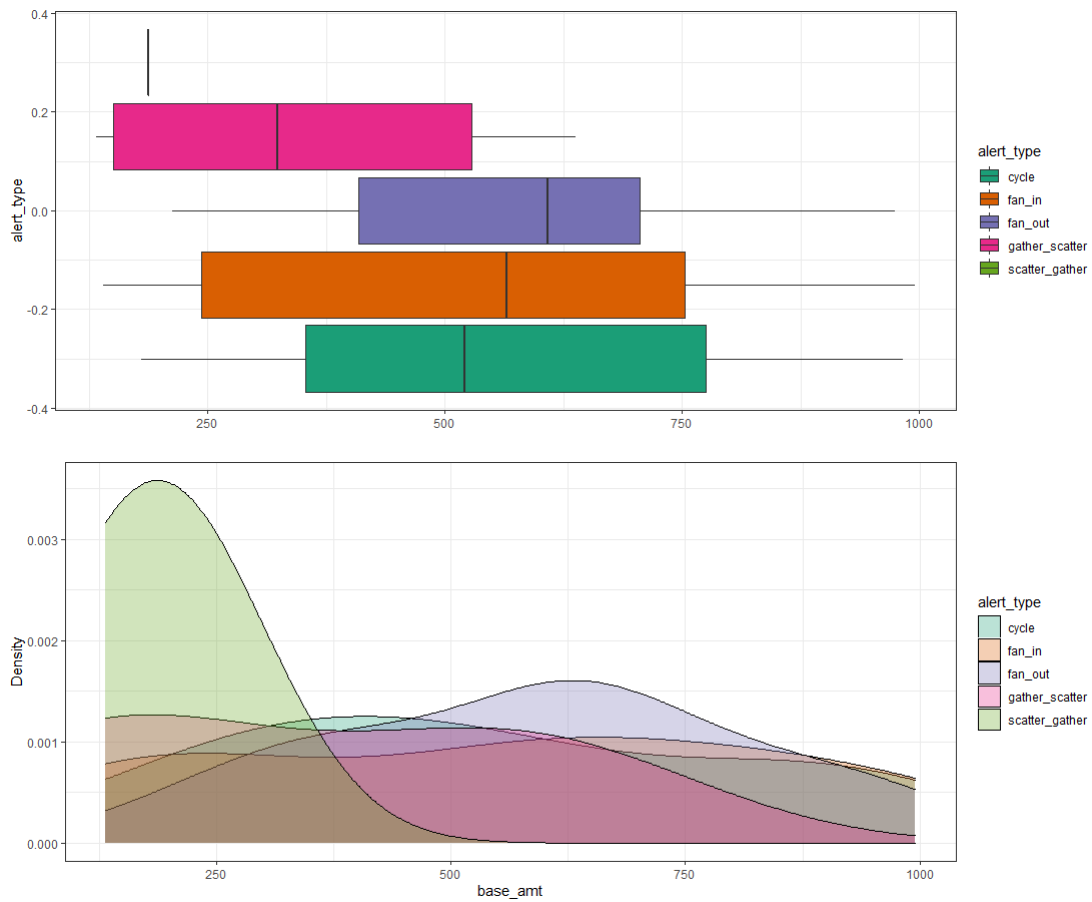 0.4
0.2
0.0
-0.2
-0.4
alert_type
250
500
750
1000
alert_type
cycle
fan_in
fan_out
gather_scatter
scatter_gather
0.003
0.002
0.001
0.000
Density
250
500
750
1000
base_amt
alert_type
cycle
fan_in
fan_out
gather_scatter
scatter_gather